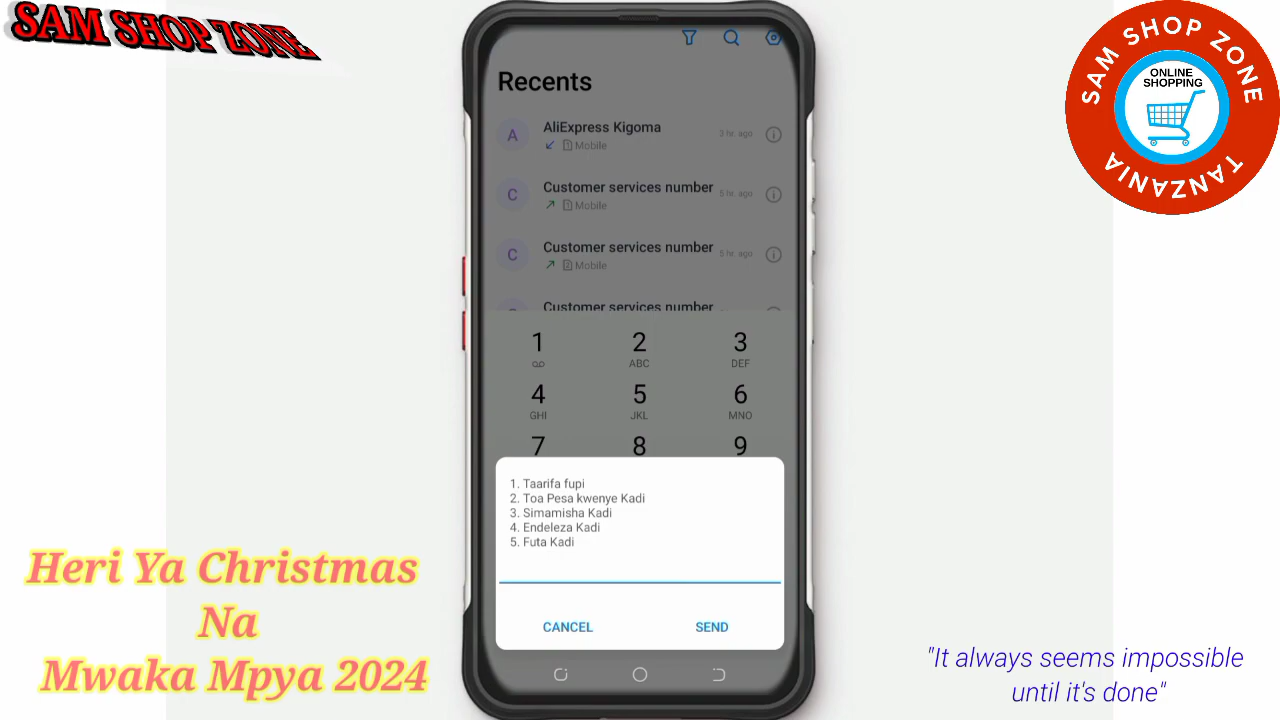 SAM SHOP ZONE
SAM SHOP ZONE
ONLINE
SHOPPING
TANZANIA
Recents
A
AliExpress Kigoma
Mobile
3 hr. ago
C
Customer services number
Mobile
5 hr. ago
C
Customer services number
Mobile
5 hr. ago
Customer services number
1
2
ABC
3
DEF
4
GHI
5
JKL
6
MNO
7
8
9
1. Taarifa fupi
2. Toa Pesa kwenye Kadi
3. Simamisha Kadi
4. Endeleza Kadi
5. Futa Kadi
CANCEL
SEND
Heri Ya Christmas
Na
Mwaka Mpya 2024
"It always seems impossible
until it's done"